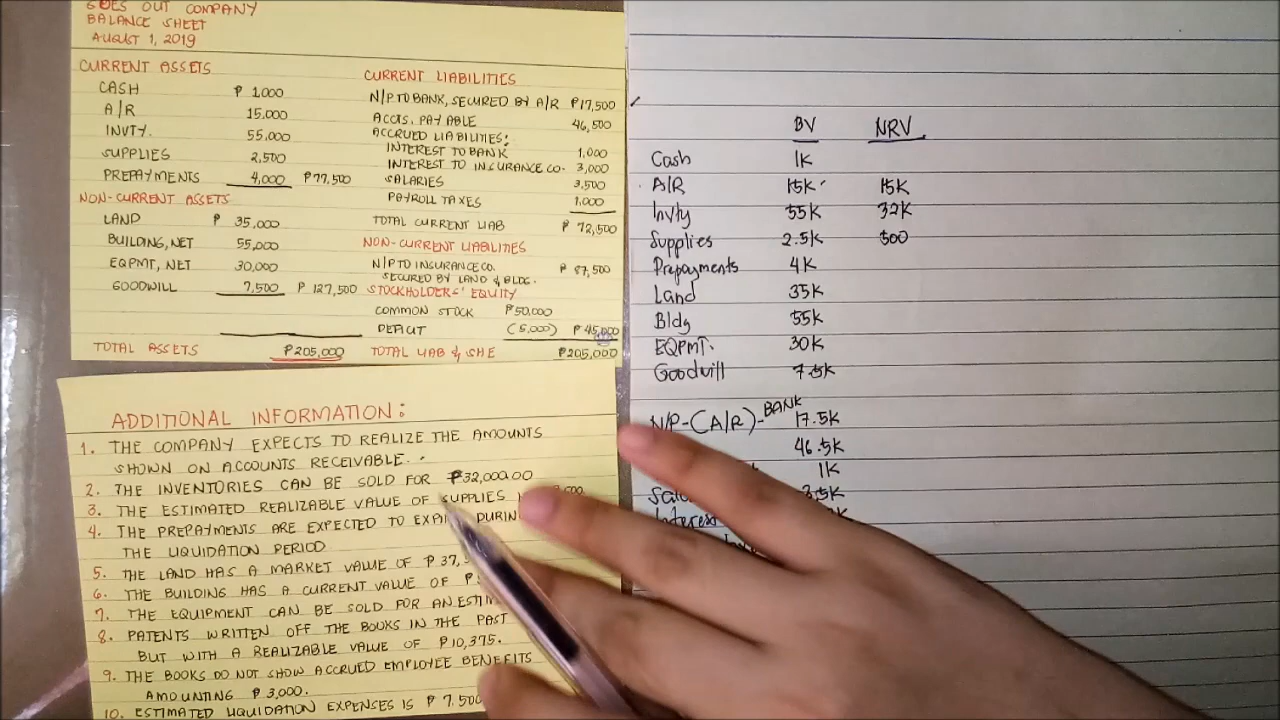 GOES OUT COMPANY
BALANCE SHEET
AUGUST 1, 2019
CURRENT ASSETS
CASH ₱ 1,000
A/R 15,000
INVTY. 55,000
SUPPLIES 2,500
PREPAYMENTS 4,000 ₱77,500
NON-CURRENT ASSETS
LAND ₱ 35,000
BUILDING, NET 55,000
EQPMT, NET 30,000
GOODWILL 7,500 ₱ 127,500
TOTAL ASSETS ₱205,000
CURRENT LIABILITIES
N/P TO BANK, SECURED BY A/R ₱17,500
ACCTS. PAYABLE 46,500
ACCRUED LIABILITIES:
INTEREST TO BANK 1,000
INTEREST TO INSURANCE CO. 3,000
SALARIES 3,500
PAYROLL TAXES 1,000
TOTAL CURRENT LIAB ₱ 72,500
NON-CURRENT LIABILITIES
N/P TO INSURANCE CO. ₱ 87,500
SECURED BY LAND & BLDG.
STOCKHOLDERS' EQUITY
COMMON STOCK ₱50,000
DEFICIT (5,000) ₱ 45,000
TOTAL LIAB & SHE ₱205,000
ADDITIONAL INFORMATION:
1. THE COMPANY EXPECTS TO REALIZE THE AMOUNTS
SHOWN ON ACCOUNTS RECEIVABLE.
2. THE INVENTORIES CAN BE SOLD FOR ₱32,000.00
3. THE ESTIMATED REALIZABLE VALUE OF SUPPLIES
4. THE PREPAYMENTS ARE EXPECTED TO
THE LIQUIDATION PERIOD
5. THE LAND HAS A MARKET VALUE OF
6. THE BUILDING HAS A CURRENT VALUE OF
7. THE EQUIPMENT CAN BE SOLD FOR AN
8. PATENTS WRITTEN OFF THE BOOKS IN THE PAST
BUT WITH A REALIZABLE VALUE OF ₱10,375.
9. THE BOOKS DO NOT SHOW ACCRUED EMPLOYEE BENEFITS
AMOUNTING ₱ 3,000.
10. ESTIMATED LIQUIDATION EXPENSES IS ₱ 7,500
BV NRV
Cash 1K
A/R 15K 15K
Invty 55K 32K
Supplies 2.5K 500
Prepayments 4K
Land 35K
Bldg 55K
EQPMT. 30K
Goodwill 7.5K
N/P-(A/R)-BANK 17.5K
46.5K
1K
3.5K
Interest